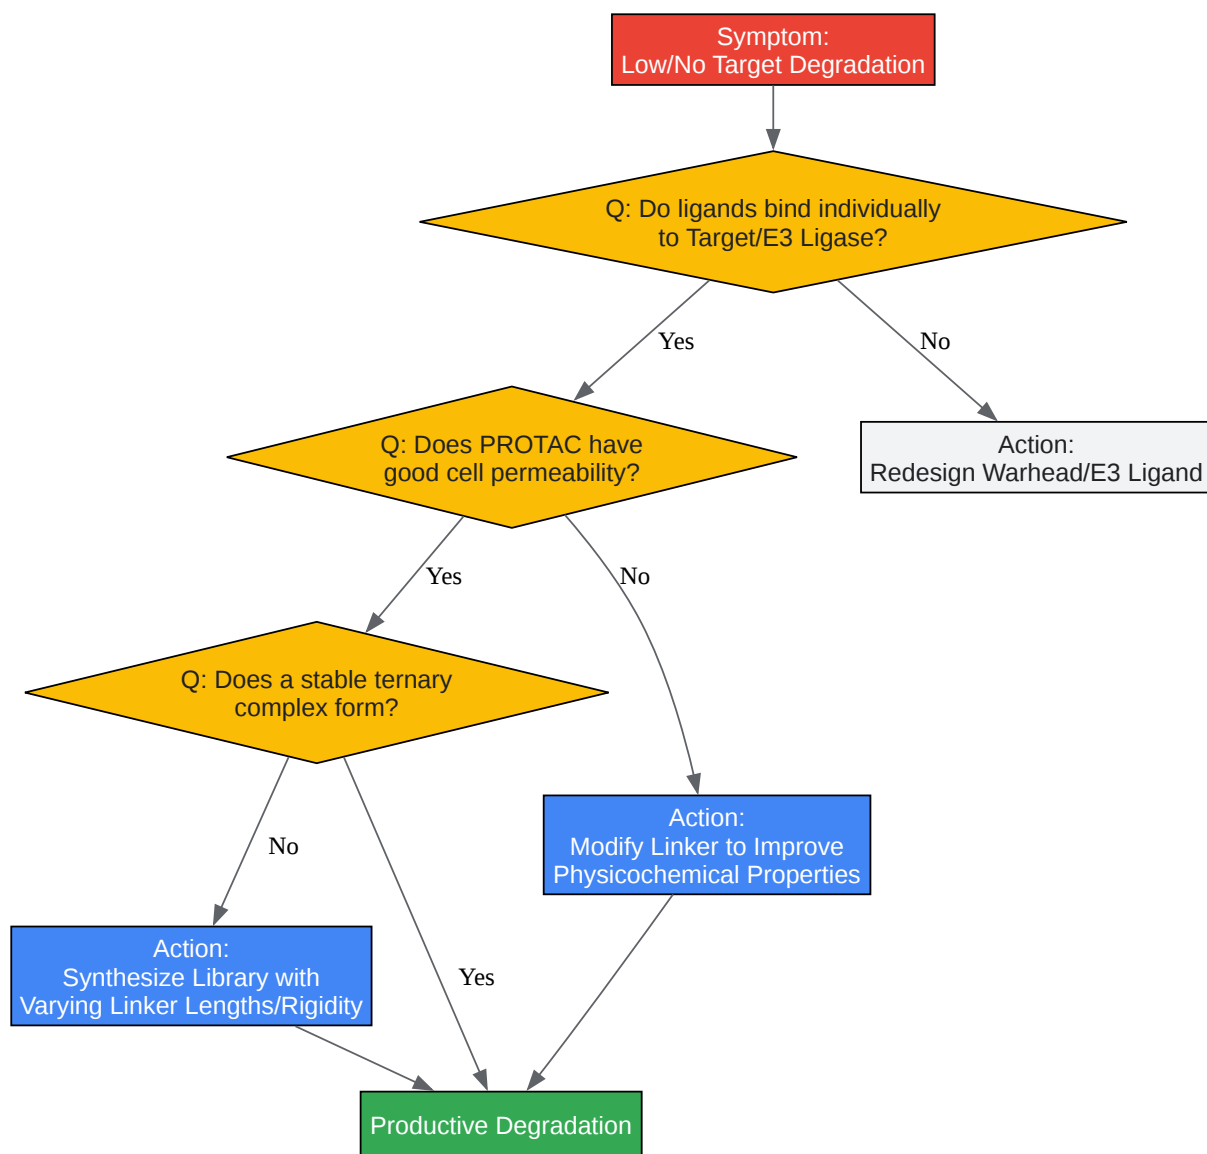 Symptom:
Low/No Target Degradation
Q: Do ligands bind individually
to Target/E3 Ligase?
Yes
No
Q: Does PROTAC have
good cell permeability?
Action:
Redesign Warhead/E3 Ligand
Yes
No
Q: Does a stable ternary
complex form?
Action:
Modify Linker to Improve
Physicochemical Properties
No
Action:
Synthesize Library with
Varying Linker Lengths/Rigidity
Yes
Productive Degradation